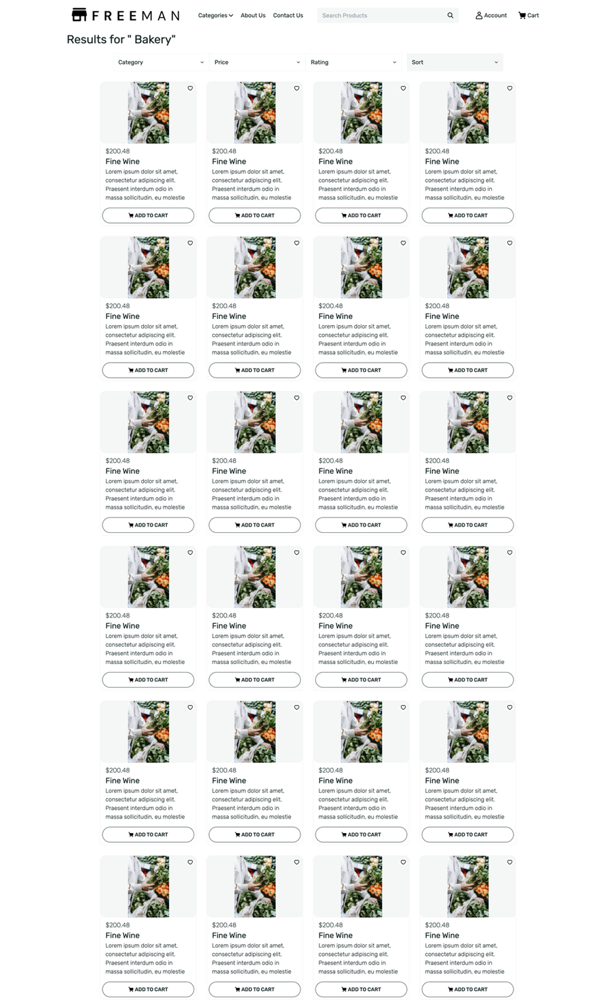 FREEMAN Categories About Us Contact Us Search Products Account Cart
Results for " Bakery"
Category Price Rating Sort
$200.48 $200.48 $200.48 $200.48
Fine Wine Fine Wine Fine Wine Fine Wine
Lorem ipsum dolor sit amet, Lorem ipsum dolor sit amet, Lorem ipsum dolor sit amet, Lorem ipsum dolor sit amet,
consectetur adipiscing elit. consectetur adipiscing elit. consectetur adipiscing elit. consectetur adipiscing elit.
Praesent interdum odio in Praesent interdum odio in Praesent interdum odio in Praesent interdum odio in
massa sollicitudin, eu molestie massa sollicitudin, eu molestie massa sollicitudin, eu molestie massa sollicitudin, eu molestie
ADD TO CART ADD TO CART ADD TO CART ADD TO CART
$200.48 $200.48 $200.48 $200.48
Fine Wine Fine Wine Fine Wine Fine Wine
Lorem ipsum dolor sit amet, Lorem ipsum dolor sit amet, Lorem ipsum dolor sit amet, Lorem ipsum dolor sit amet,
consectetur adipiscing elit. consectetur adipiscing elit. consectetur adipiscing elit. consectetur adipiscing elit.
Praesent interdum odio in Praesent interdum odio in Praesent interdum odio in Praesent interdum odio in
massa sollicitudin, eu molestie massa sollicitudin, eu molestie massa sollicitudin, eu molestie massa sollicitudin, eu molestie
ADD TO CART ADD TO CART ADD TO CART ADD TO CART
$200.48 $200.48 $200.48 $200.48
Fine Wine Fine Wine Fine Wine Fine Wine
Lorem ipsum dolor sit amet, Lorem ipsum dolor sit amet, Lorem ipsum dolor sit amet, Lorem ipsum dolor sit amet,
consectetur adipiscing elit. consectetur adipiscing elit. consectetur adipiscing elit. consectetur adipiscing elit.
Praesent interdum odio in Praesent interdum odio in Praesent interdum odio in Praesent interdum odio in
massa sollicitudin, eu molestie massa sollicitudin, eu molestie massa sollicitudin, eu molestie massa sollicitudin, eu molestie
ADD TO CART ADD TO CART ADD TO CART ADD TO CART
$200.48 $200.48 $200.48 $200.48
Fine Wine Fine Wine Fine Wine Fine Wine
Lorem ipsum dolor sit amet, Lorem ipsum dolor sit amet, Lorem ipsum dolor sit amet, Lorem ipsum dolor sit amet,
consectetur adipiscing elit. consectetur adipiscing elit. consectetur adipiscing elit. consectetur adipiscing elit.
Praesent interdum odio in Praesent interdum odio in Praesent interdum odio in Praesent interdum odio in
massa sollicitudin, eu molestie massa sollicitudin, eu molestie massa sollicitudin, eu molestie massa sollicitudin, eu molestie
ADD TO CART ADD TO CART ADD TO CART ADD TO CART
$200.48 $200.48 $200.48 $200.48
Fine Wine Fine Wine Fine Wine Fine Wine
Lorem ipsum dolor sit amet, Lorem ipsum dolor sit amet, Lorem ipsum dolor sit amet, Lorem ipsum dolor sit amet,
consectetur adipiscing elit. consectetur adipiscing elit. consectetur adipiscing elit. consectetur adipiscing elit.
Praesent interdum odio in Praesent interdum odio in Praesent interdum odio in Praesent interdum odio in
massa sollicitudin, eu molestie massa sollicitudin, eu molestie massa sollicitudin, eu molestie massa sollicitudin, eu molestie
ADD TO CART ADD TO CART ADD TO CART ADD TO CART
$200.48 $200.48 $200.48 $200.48
Fine Wine Fine Wine Fine Wine Fine Wine
Lorem ipsum dolor sit amet, Lorem ipsum dolor sit amet, Lorem ipsum dolor sit amet, Lorem ipsum dolor sit amet,
consectetur adipiscing elit. consectetur adipiscing elit. consectetur adipiscing elit. consectetur adipiscing elit.
Praesent interdum odio in Praesent interdum odio in Praesent interdum odio in Praesent interdum odio in
massa sollicitudin, eu molestie massa sollicitudin, eu molestie massa sollicitudin, eu molestie massa sollicitudin, eu molestie
ADD TO CART ADD TO CART ADD TO CART ADD TO CART